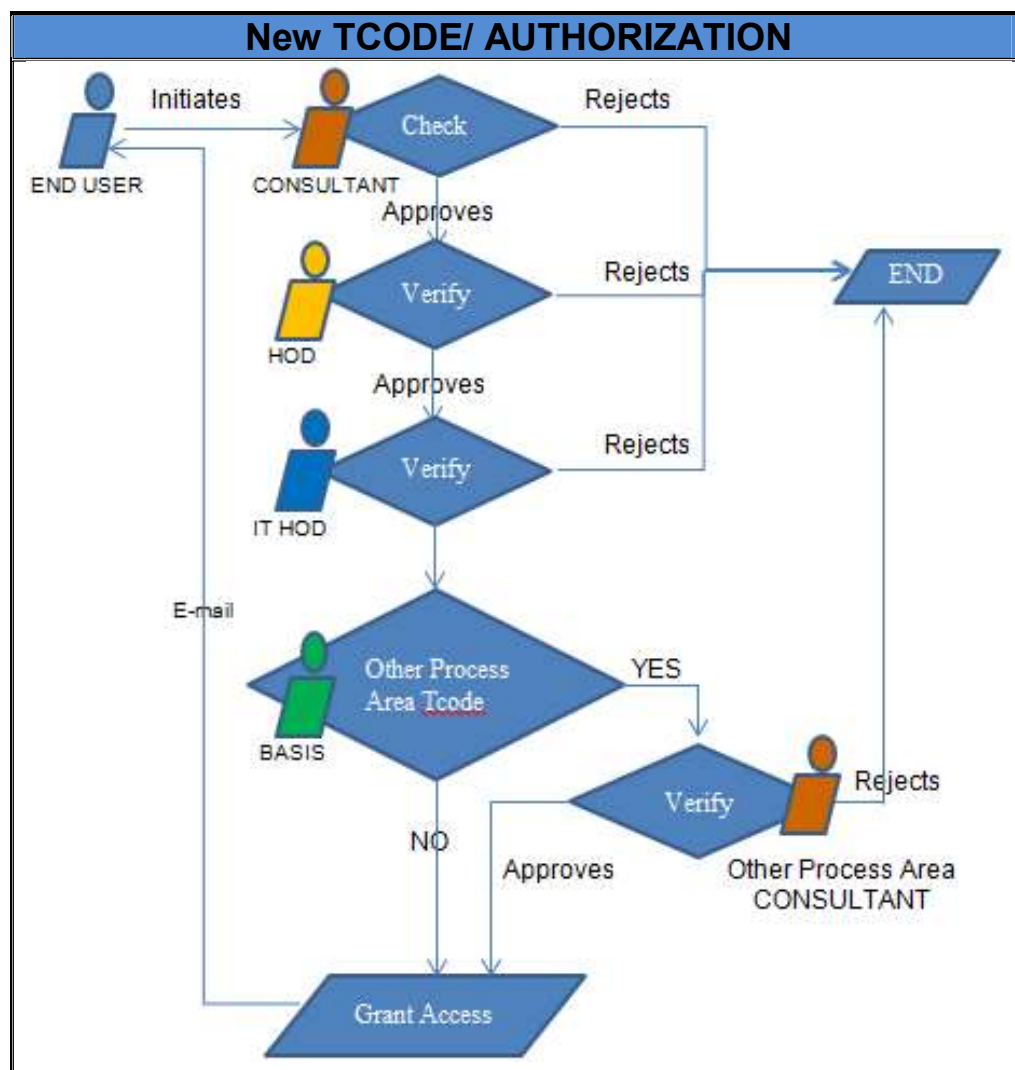 New TCODE/ AUTHORIZATION
Initiates
Check
Rejects
END USER
CONSULTANT
Approves
Verify
Rejects
END
HOD
Approves
Verify
Rejects
IT HOD
E-mail
Other Process
Area Tcode
YES
BASIS
Verify
Rejects
NO
Approves
Other Process Area
CONSULTANT
Grant Access